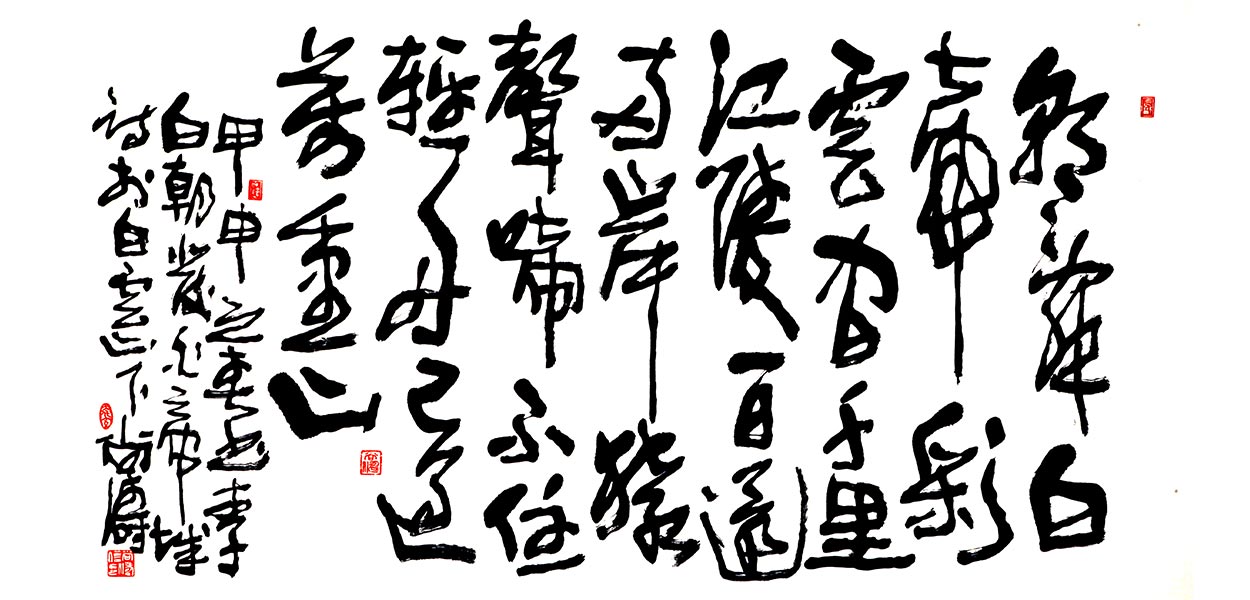 朝辭白
帝彩
雲間千里
江陵一日還
兩岸猿
聲啼不住
輕舟已過
萬重山
甲申之春書李
白朝發白帝城
詩於白雲山下尚濤